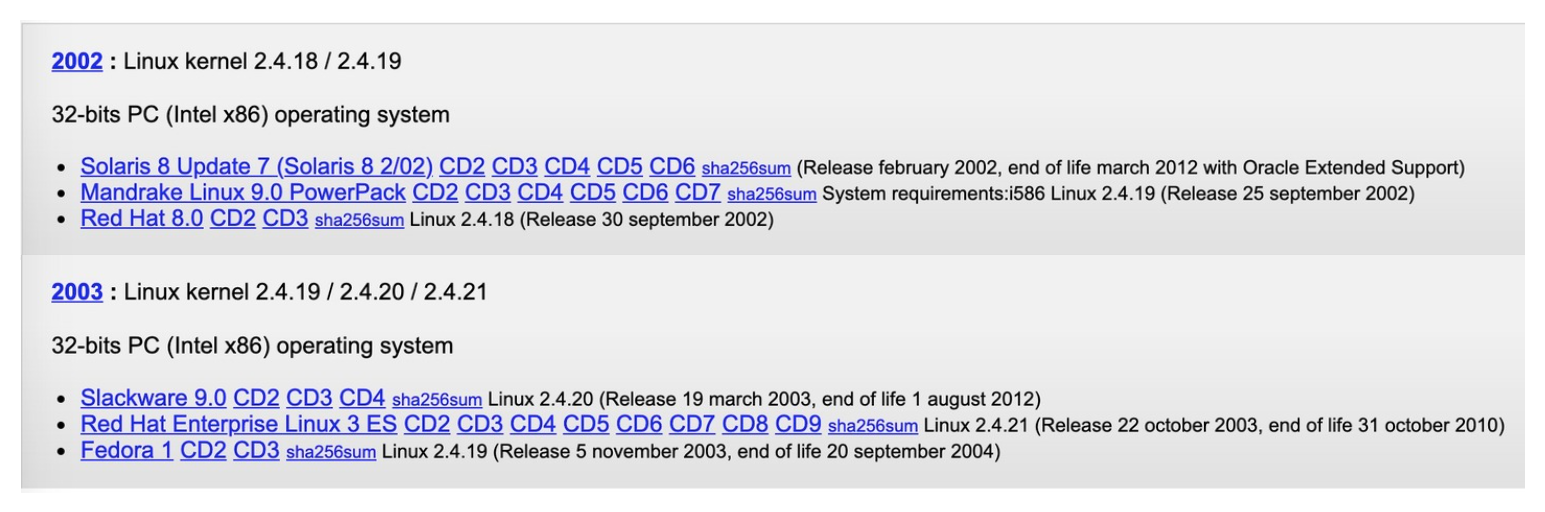 2002 : Linux kernel 2.4.18 / 2.4.19
32-bits PC (Intel x86) operating system
• Solaris 8 Update 7 (Solaris 8 2/02) CD2 CD3 CD4 CD5 CD6 sha256sum (Release february 2002, end of life march 2012 with Oracle Extended Support)
• Mandrake Linux 9.0 PowerPack CD2 CD3 CD4 CD5 CD6 CD7 sha256sum System requirements:i586 Linux 2.4.19 (Release 25 september 2002)
• Red Hat 8.0 CD2 CD3 sha256sum Linux 2.4.18 (Release 30 september 2002)
2003 : Linux kernel 2.4.19 / 2.4.20 / 2.4.21
32-bits PC (Intel x86) operating system
• Slackware 9.0 CD2 CD3 CD4 sha256sum Linux 2.4.20 (Release 19 march 2003, end of life 1 august 2012)
• Red Hat Enterprise Linux 3 ES CD2 CD3 CD4 CD5 CD6 CD7 CD8 CD9 sha256sum Linux 2.4.21 (Release 22 october 2003, end of life 31 october 2010)
• Fedora 1 CD2 CD3 sha256sum Linux 2.4.19 (Release 5 november 2003, end of life 20 september 2004)